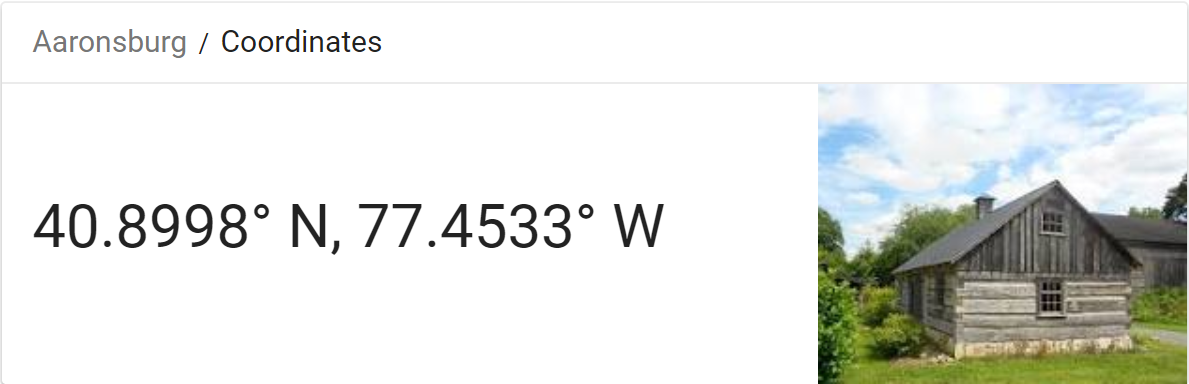 Aaronsburg / Coordinates
40.8998° N, 77.4533° W